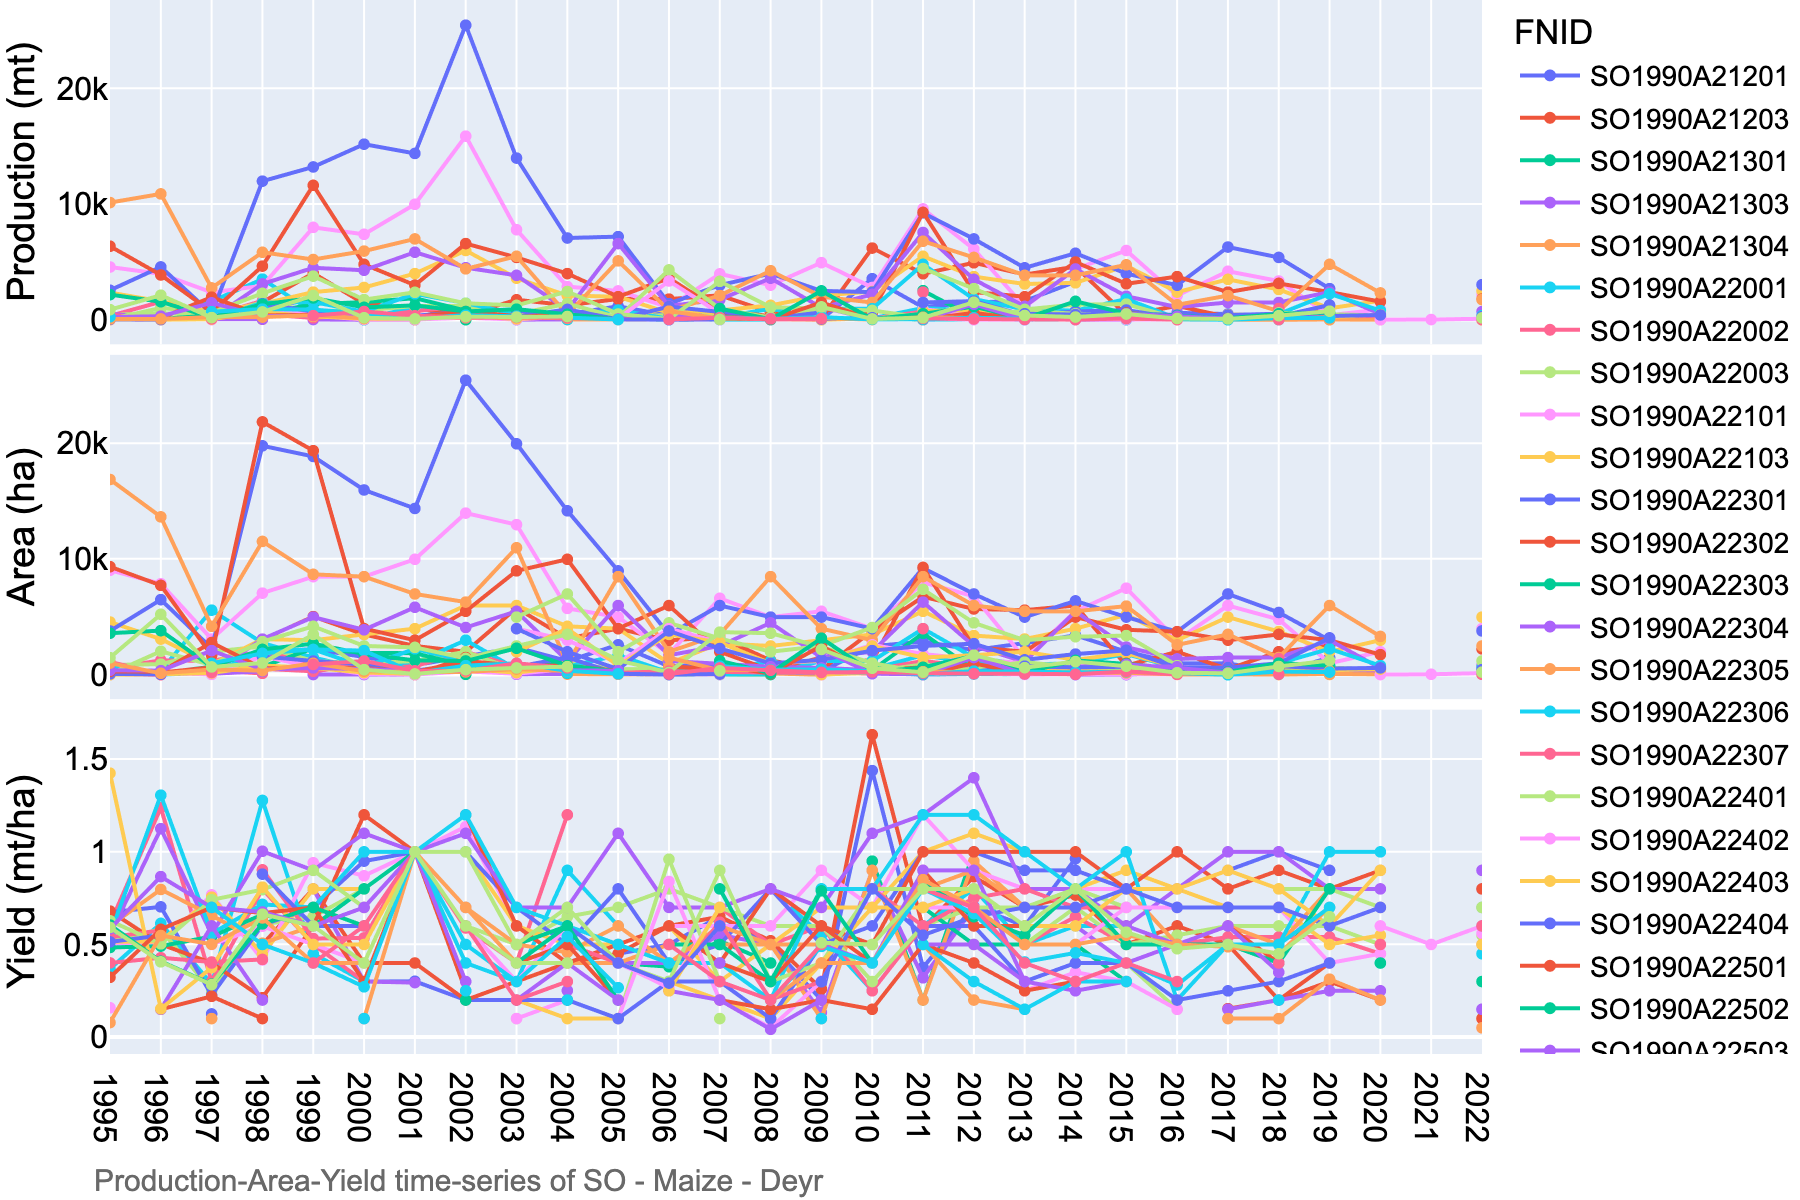 Production (mt)
20k
10k
0
Area (ha)
20k
10k
0
Yield (mt/ha)
1.5
1
0.5
0
1995
1996
1997
1998
1999
2000
2001
2002
2003
2004
2005
2006
2007
2008
2009
2010
2011
2012
2013
2014
2015
2016
2017
2018
2019
2020
2021
2022
Production-Area-Yield time-series of SO - Maize - Deyr
FNID
SO1990A21201
SO1990A21203
SO1990A21301
SO1990A21303
SO1990A21304
SO1990A22001
SO1990A22002
SO1990A22003
SO1990A22101
SO1990A22103
SO1990A22301
SO1990A22302
SO1990A22303
SO1990A22304
SO1990A22305
SO1990A22306
SO1990A22307
SO1990A22401
SO1990A22402
SO1990A22403
SO1990A22404
SO1990A22501
SO1990A22502
SO1990A22503